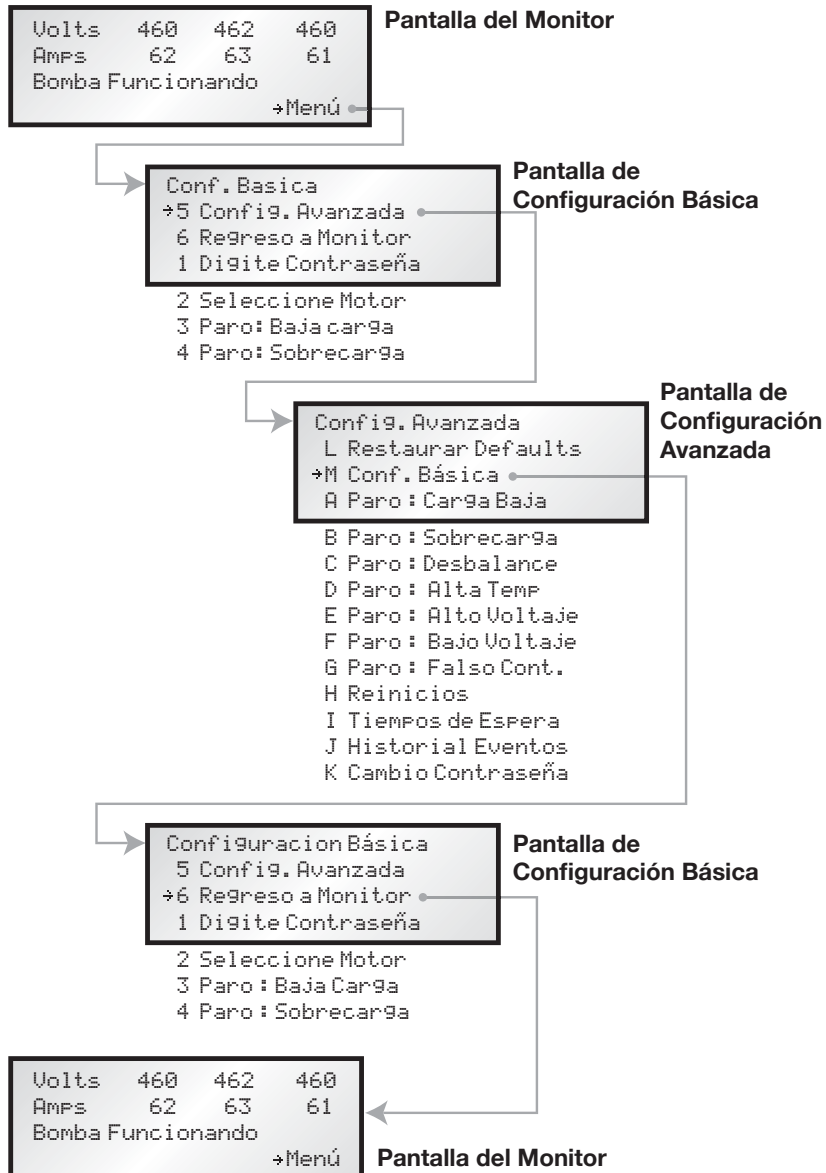 Pantalla del Monitor
Volts 460 462 460
Amps 62 63 61
Bomba Funcionando
→Menú
Pantalla de
Configuración Básica
Conf. Basica
→5 Config. Avanzada
6 Regreso a Monitor
1 Digite Contraseña
2 Seleccione Motor
3 Paro: Baja carga
4 Paro: Sobrecarga
Pantalla de
Configuración
Avanzada
Config. Avanzada
L Restaurar Defaults
→M Conf. Básica
A Paro : Carga Baja
B Paro : Sobrecarga
C Paro : Desbalance
D Paro : Alta Temp
E Paro : Alto Voltaje
F Paro : Bajo Voltaje
G Paro : Falso Cont.
H Reinicios
I Tiempos de Espera
J Historial Eventos
K Cambio Contraseña
Pantalla de
Configuración Básica
Configuracion Básica
5 Config. Avanzada
→6 Regreso a Monitor
1 Digite Contraseña
2 Seleccione Motor
3 Paro : Baja Carga
4 Paro : Sobrecarga
Volts 460 462 460
Amps 62 63 61
Bomba Funcionando
→Menú
Pantalla del Monitor